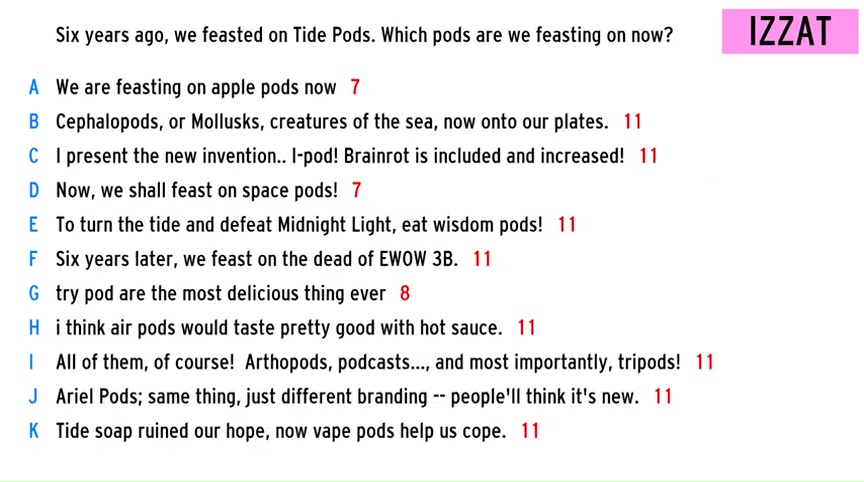 Six years ago, we feasted on Tide Pods. Which pods are we feasting on now?
IZZAT
A We are feasting on apple pods now 7
B Cephalopods, or Mollusks, creatures of the sea, now onto our plates. 11
C I present the new invention.. I-pod! Brainrot is included and increased! 11
D Now, we shall feast on space pods! 7
E To turn the tide and defeat Midnight Light, eat wisdom pods! 11
F Six years later, we feast on the dead of EWOW 3B. 11
G try pod are the most delicious thing ever 8
H i think air pods would taste pretty good with hot sauce. 11
I All of them, of course! Arthopods, podcasts..., and most importantly, tripods! 11
J Ariel Pods; same thing, just different branding -- people'll think it's new. 11
K Tide soap ruined our hope, now vape pods help us cope. 11